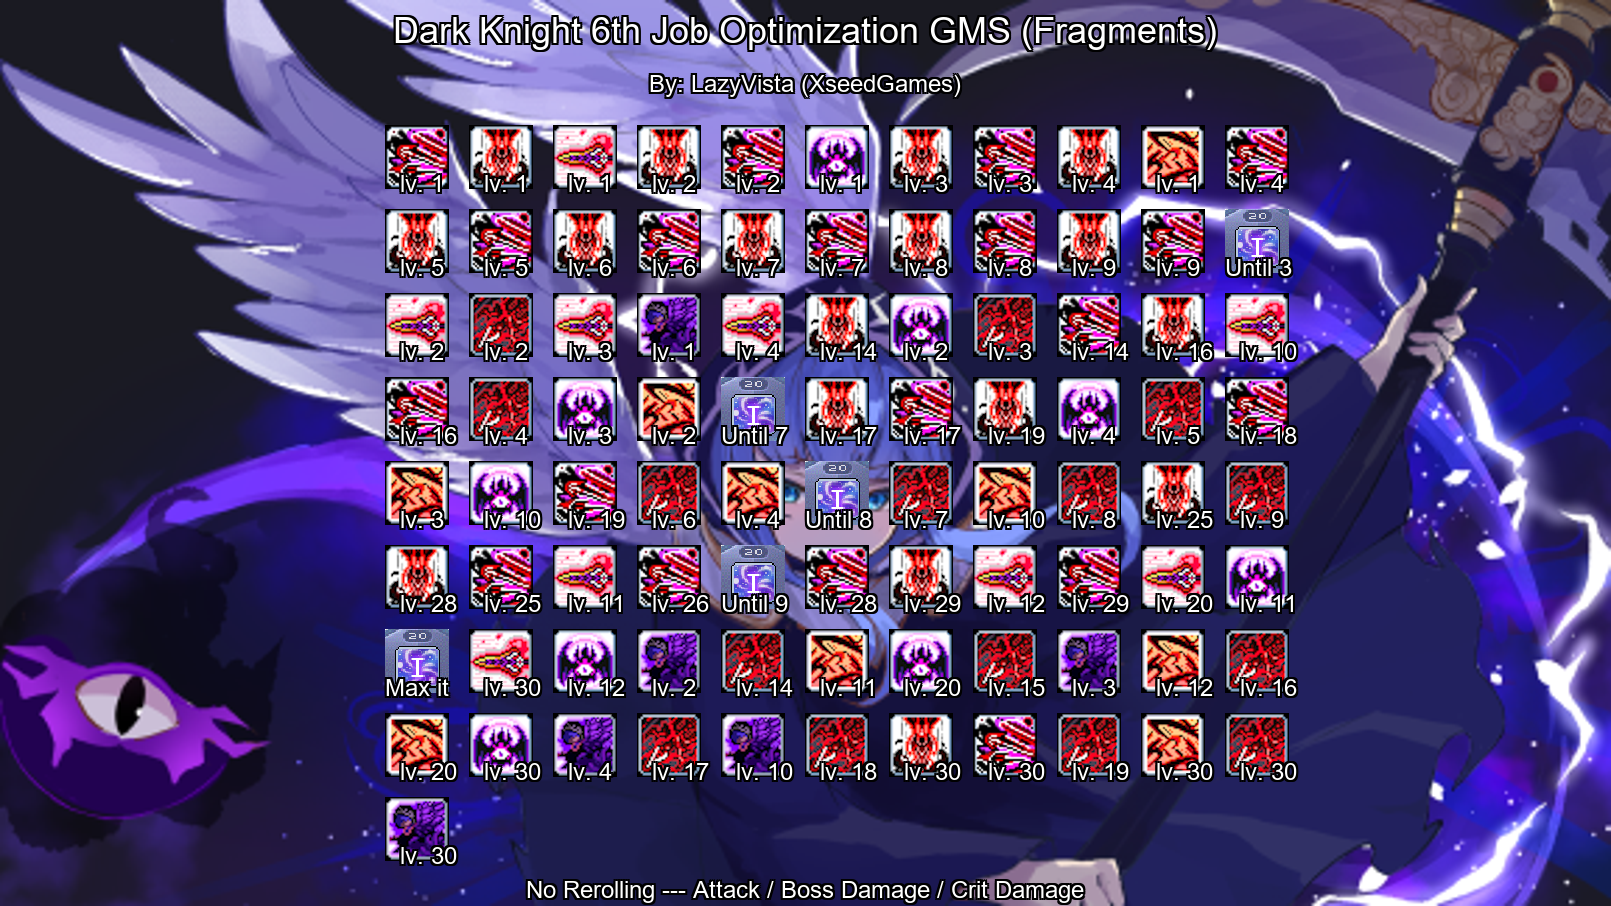 Dark Knight 6th Job Optimization GMS (Fragments)
By: LazyVista (XseedGames)
lv. 1 lv. 1 lv. 1 lv. 2 lv. 2 lv. 1 lv. 3 lv. 3 lv. 4 lv. 1 lv. 4
20
I
lv. 5 lv. 5 lv. 6 lv. 6 lv. 7 lv. 7 lv. 8 lv. 8 lv. 9 lv. 9 Until 3
lv. 2 lv. 2 lv. 3 lv. 1 lv. 4 lv. 14 lv. 2 lv. 3 lv. 14 lv. 16 lv. 10
20
I
lv. 16 lv. 4 lv. 3 lv. 2 Until 7 lv. 17 lv. 17 lv. 19 lv. 4 lv. 5 lv. 18
20
I
lv. 3 lv. 10 lv. 19 lv. 6 lv. 4 Until 8 lv. 7 lv. 10 lv. 8 lv. 25 lv. 9
20
I
lv. 28 lv. 25 lv. 11 lv. 26 Until 9 lv. 28 lv. 29 lv. 12 lv. 29 lv. 20 lv. 11
20
I
Max it lv. 30 lv. 12 lv. 2 lv. 14 lv. 11 lv. 20 lv. 15 lv. 3 lv. 12 lv. 16
lv. 20 lv. 30 lv. 4 lv. 17 lv. 10 lv. 18 lv. 30 lv. 30 lv. 19 lv. 30 lv. 30
lv. 30
No Rerolling --- Attack / Boss Damage / Crit Damage